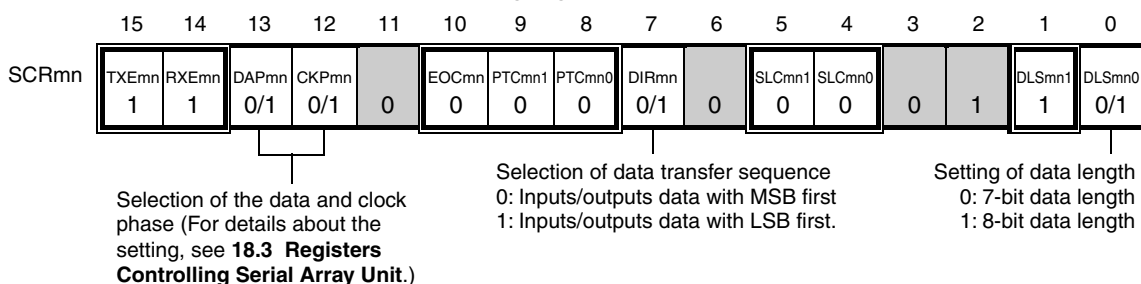 15 14 13 12 11 10 9 8 7 6 5 4 3 2 1 0
SCRmn TXEmn RXEmn DAPmn CKPmn EOCmn PTCmn1 PTCmn0 DIRmn SLCmn1 SLCmn0 DLSmn1 DLSmn0
1 1 0/1 0/1 0 0 0 0 0/1 0 0 0 0 1 1 0/1
Selection of the data and clock
phase (For details about the
setting, see 18.3 Registers
Controlling Serial Array Unit.)
Selection of data transfer sequence
0: Inputs/outputs data with MSB first
1: Inputs/outputs data with LSB first.
Setting of data length
0: 7-bit data length
1: 8-bit data length